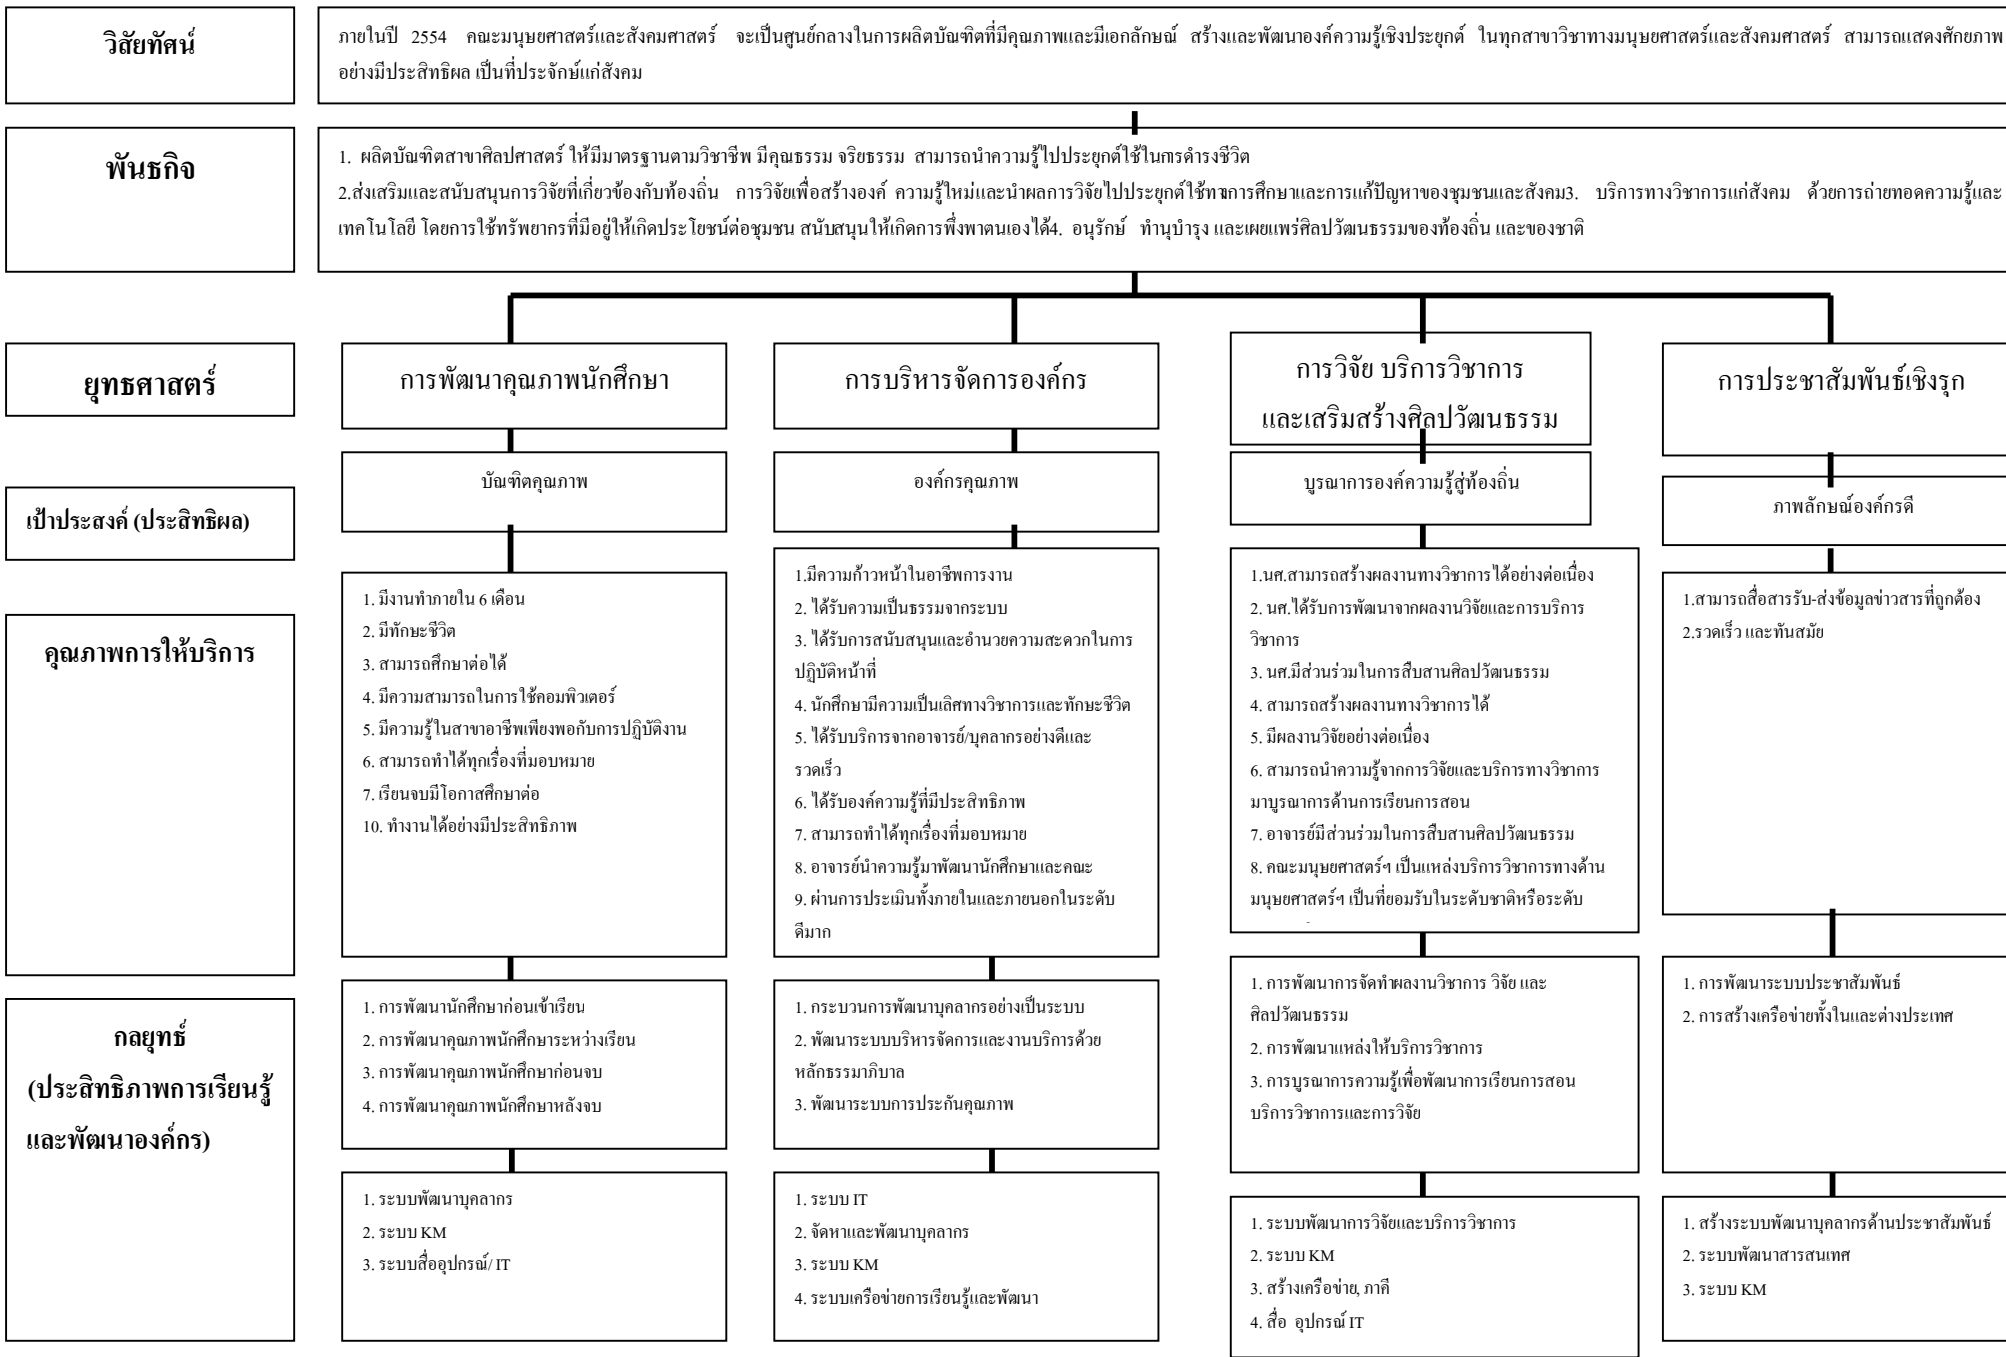 วิสัยทัศน์
ภายในปี 2554 คณะมนุษยศาสตร์และสังคมศาสตร์ จะเป็นศูนย์กลางในการผลิตบัณฑิตที่มีคุณภาพและมีเอกลักษณ์ สร้างและพัฒนาองค์ความรู้เชิงประยุกต์ ในทุกสาขาวิชาทางมนุษยศาสตร์และสังคมศาสตร์ สามารถแสดงศักยภาพ
อย่างมีประสิทธิผล เป็นที่ประจักษ์แก่สังคม
พันธกิจ
1. ผลิตบัณฑิตสาขาศิลปศาสตร์ ให้มีมาตรฐานตามวิชาชีพ มีคุณธรรม จริยธรรม สามารถนำความรู้ไปประยุกต์ใช้ในการดำรงชีวิต
2.ส่งเสริมและสนับสนุนการวิจัยที่เกี่ยวข้องกับท้องถิ่น การวิจัยเพื่อสร้างองค์ ความรู้ใหม่และนำผลการวิจัยไปประยุกต์ใช้ทางการศึกษาและการแก้ปัญหาของชุมชนและสังคม3. บริการทางวิชาการแก่สังคม ด้วยการถ่ายทอดความรู้และ
เทคโนโลยี โดยการใช้ทรัพยากรที่มีอยู่ให้เกิดประโยชน์ต่อชุมชน สนับสนุนให้เกิดการพึ่งพาตนเองได้4. อนุรักษ์ ทำนุบำรุง และเผยแพร่ศิลปวัฒนธรรมของท้องถิ่น และของชาติ
ยุทธศาสตร์
การพัฒนาคุณภาพนักศึกษา
การบริหารจัดการองค์กร
การวิจัย บริการวิชาการ
และเสริมสร้างศิลปวัฒนธรรม
การประชาสัมพันธ์เชิงรุก
เป้าประสงค์ (ประสิทธิผล)
บัณฑิตคุณภาพ
องค์กรคุณภาพ
บูรณาการองค์ความรู้สู่ท้องถิ่น
ภาพลักษณ์องค์กรดี
คุณภาพการให้บริการ
1. มีงานทำภายใน 6 เดือน
2. มีทักษะชีวิต
3. สามารถศึกษาต่อได้
4. มีความสามารถในการใช้คอมพิวเตอร์
5. มีความรู้ในสาขาอาชีพเพียงพอกับการปฏิบัติงาน
6. สามารถทำได้ทุกเรื่องที่มอบหมาย
7. เรียนจบมีโอกาสศึกษาต่อ
10. ทำงานได้อย่างมีประสิทธิภาพ
1.มีความก้าวหน้าในอาชีพการงาน
2. ได้รับความเป็นธรรมจากระบบ
3. ได้รับการสนับสนุนและอำนวยความสะดวกในการ
ปฏิบัติหน้าที่
4. นักศึกษามีความเป็นเลิศทางวิชาการและทักษะชีวิต
5. ได้รับบริการจากอาจารย์/บุคลากรอย่างดีและ
รวดเร็ว
6. ได้รับองค์ความรู้ที่มีประสิทธิภาพ
7. สามารถทำได้ทุกเรื่องที่มอบหมาย
8. อาจารย์นำความรู้มาพัฒนานักศึกษาและคณะ
9. ผ่านการประเมินทั้งภายในและภายนอกในระดับ
ดีมาก
1.นศ.สามารถสร้างผลงานทางวิชาการได้อย่างต่อเนื่อง
2. นศ.ได้รับการพัฒนาจากผลงานวิจัยและการบริการ
วิชาการ
3. นศ.มีส่วนร่วมในการสืบสานศิลปวัฒนธรรม
4. สามารถสร้างผลงานทางวิชาการได้
5. มีผลงานวิจัยอย่างต่อเนื่อง
6. สามารถนำความรู้จากการวิจัยและบริการทางวิชาการ
มาบูรณาการด้านการเรียนการสอน
7. อาจารย์มีส่วนร่วมในการสืบสานศิลปวัฒนธรรม
8. คณะมนุษยศาสตร์ฯ เป็นแหล่งบริการวิชาการทางด้าน
มนุษยศาสตร์ฯ เป็นที่ยอมรับในระดับชาติหรือระดับ
1.สามารถสื่อสารรับ-ส่งข้อมูลข่าวสารที่ถูกต้อง
2.รวดเร็ว และทันสมัย
กลยุทธ์
(ประสิทธิภาพการเรียนรู้
และพัฒนาองค์กร)
1. การพัฒนานักศึกษาก่อนเข้าเรียน
2. การพัฒนาคุณภาพนักศึกษาระหว่างเรียน
3. การพัฒนาคุณภาพนักศึกษาก่อนจบ
4. การพัฒนาคุณภาพนักศึกษาหลังจบ
1. กระบวนการพัฒนาบุคลากรอย่างเป็นระบบ
2. พัฒนาระบบบริหารจัดการและงานบริการด้วย
หลักธรรมาภิบาล
3. พัฒนาระบบการประกันคุณภาพ
1. การพัฒนาการจัดทำผลงานวิชาการ วิจัย และ
ศิลปวัฒนธรรม
2. การพัฒนาแหล่งให้บริการวิชาการ
3. การบูรณาการความรู้เพื่อพัฒนาการเรียนการสอน
บริการวิชาการและการวิจัย
1. การพัฒนาระบบประชาสัมพันธ์
2. การสร้างเครือข่ายทั้งในและต่างประเทศ
1. ระบบพัฒนาบุคลากร
2. ระบบ KM
3. ระบบสื่ออุปกรณ์/ IT
1. ระบบ IT
2. จัดหาและพัฒนาบุคลากร
3. ระบบ KM
4. ระบบเครือข่ายการเรียนรู้และพัฒนา
1. ระบบพัฒนาการวิจัยและบริการวิชาการ
2. ระบบ KM
3. สร้างเครือข่าย, ภาคี
4. สื่อ อุปกรณ์ IT
1. สร้างระบบพัฒนาบุคลากรด้านประชาสัมพันธ์
2. ระบบพัฒนาสารสนเทศ
3. ระบบ KM